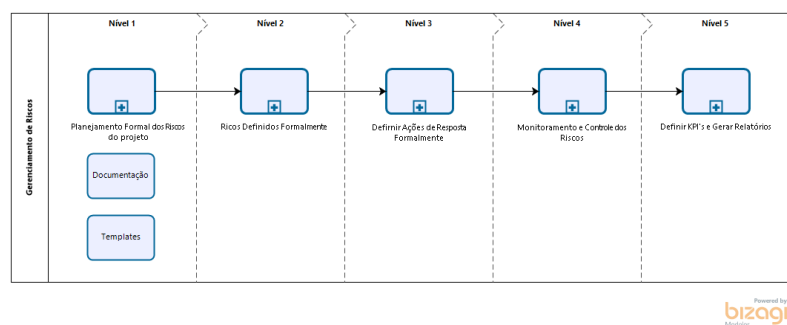 Nível 1
Nível 2
Nível 3
Nível 4
Nível 5
Gerenciamento de Riscos
Planejamento Formal dos Riscos
do projeto
Ricos Definidos Formalmente
Defirnir Ações de Resposta
Formalmente
Monitoramento e Controle dos
Riscos
Definir KPI's e Gerar Relatórios
Documentação
Templates
Powered by
bizagi
Modeler